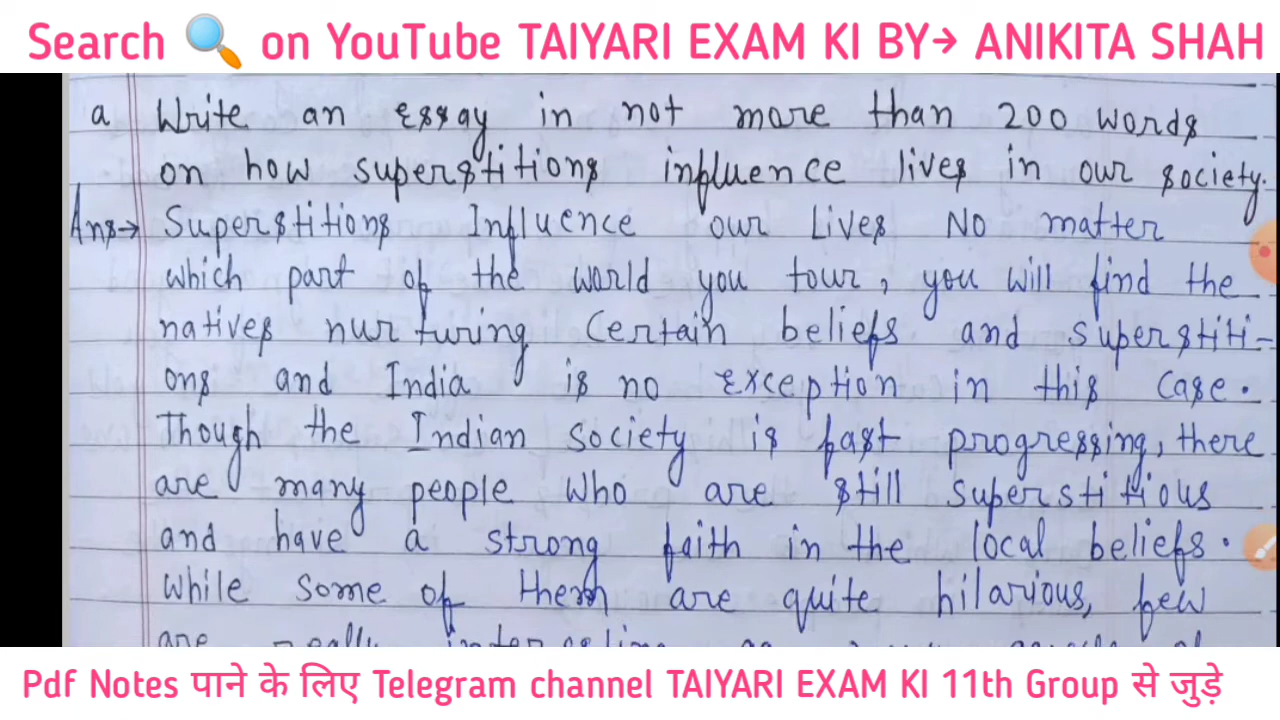 Search 🔍 on YouTube TAIYARI EXAM KI BY→ ANIKITA SHAH
a Write an Essay in not more than 200 words
on how superstitions influence lives in our society.
Ans→ Superstitions Influence our Lives No matter
which part of the world you tour, you will find the
natives nurturing Certain beliefs and superstiti-
ons and India is no exception in this case.
Though the Indian society is fast progressing, there
are many people who are still superstitious
and have a strong faith in the local beliefs.
while some of them are quite hilarious, few
are really interesting as
Pdf Notes पाने के लिए Telegram channel TAIYARI EXAM KI 11th Group से जुड़े